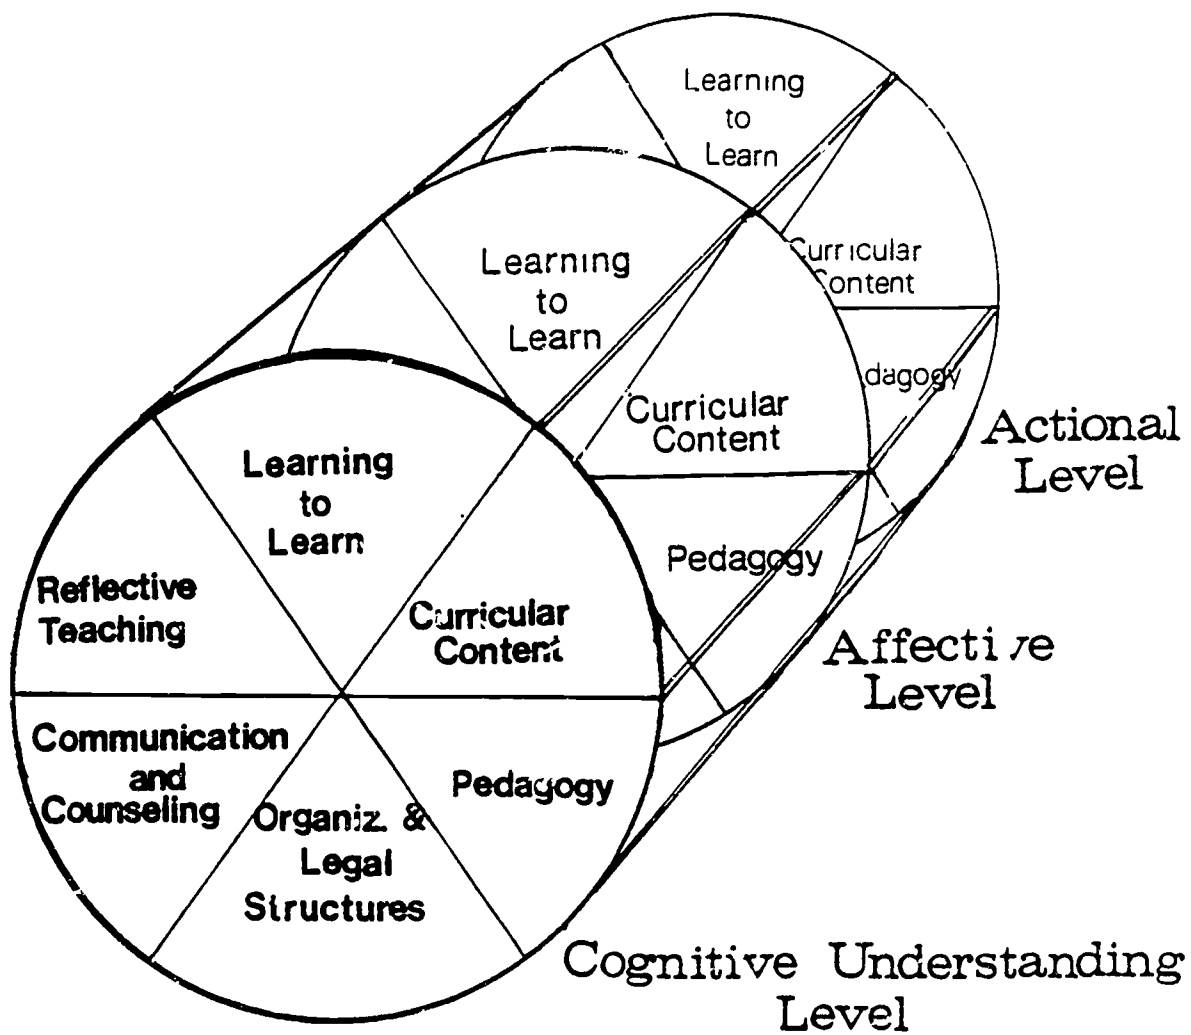 Learning
to
Learn
Curricular
Content
Learning
to
Learn
dagogy
Curricular
Content
Actional
Level
Learning
to
Learn
Pedagogy
Reflective
Teaching
Curricular
Content
Affective
Level
Communication
and
Counseling
Pedagogy
Organiz. &
Legal
Structures
Cognitive Understanding
Level